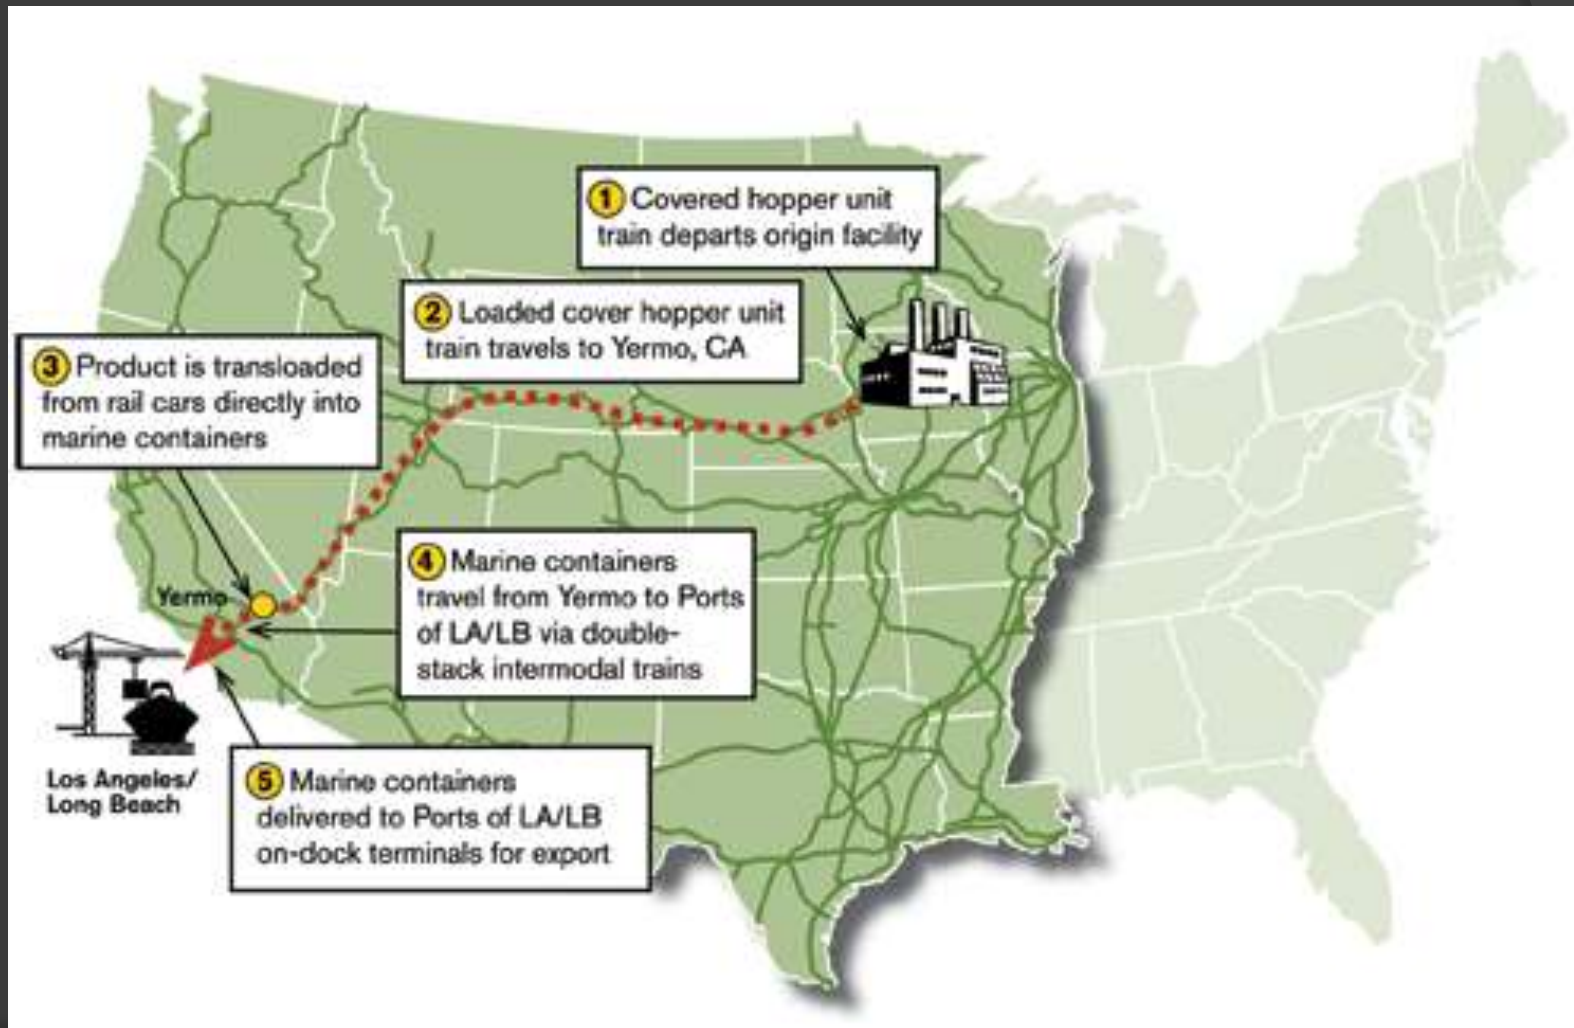 1 Covered hopper unit
train departs origin facility
2 Loaded cover hopper unit
train travels to Yermo, CA
3 Product is transloaded
from rail cars directly into
marine containers
4 Marine containers
travel from Yermo to Ports
of LA/LB via double-
stack intermodal trains
Yermo
Los Angeles/
Long Beach
5 Marine containers
delivered to Ports of LA/LB
on-dock terminals for export